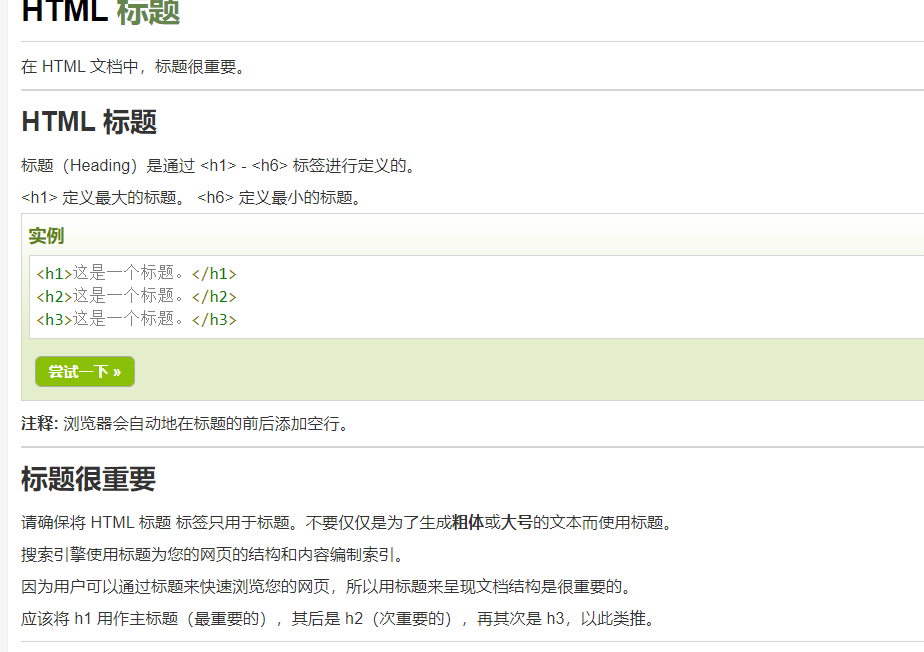 HTML 标题
在 HTML 文档中，标题很重要。
HTML 标题
标题（Heading）是通过 <h1> - <h6> 标签进行定义的。
<h1> 定义最大的标题。 <h6> 定义最小的标题。
实例
<h1>这是一个标题。</h1>
<h2>这是一个标题。</h2>
<h3>这是一个标题。</h3>
尝试一下 »
注释: 浏览器会自动地在标题的前后添加空行。
标题很重要
请确保将 HTML 标题 标签只用于标题。不要仅仅是为了生成粗体或大号的文本而使用标题。
搜索引擎使用标题为您的网页的结构和内容编制索引。
因为用户可以通过标题来快速浏览您的网页，所以用标题来呈现文档结构是很重要的。
应该将 h1 用作主标题（最重要的），其后是 h2（次重要的），再其次是 h3，以此类推。